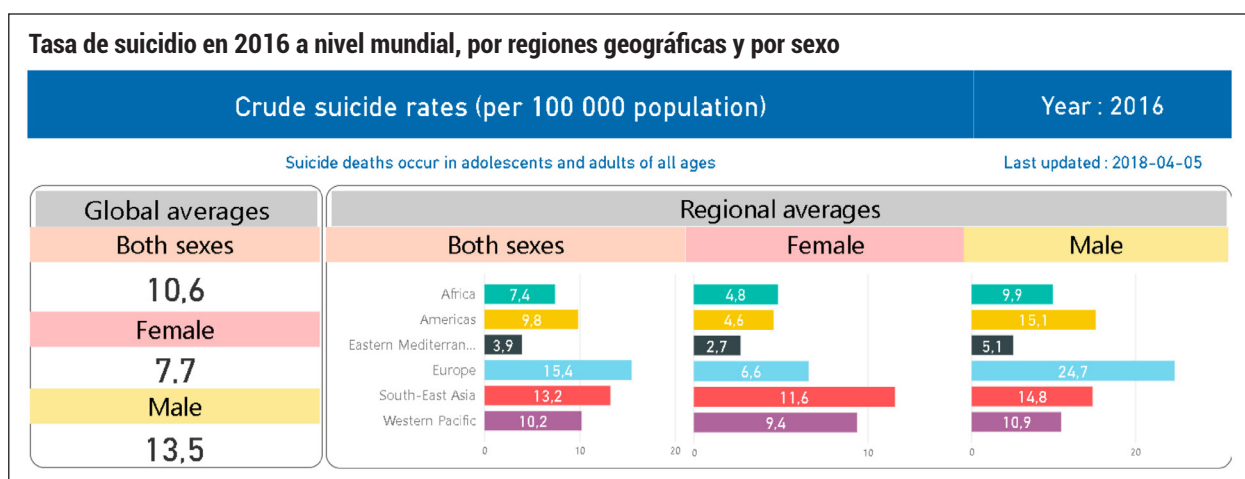 Tasa de suicidio en 2016 a nivel mundial, por regiones geográficas y por sexo
Crude suicide rates (per 100 000 population)
Year : 2016
Suicide deaths occur in adolescents and adults of all ages
Last updated : 2018-04-05
Global averages
Both sexes
10,6
Female
7,7
Male
13,5
Regional averages
Both sexes Female Male
Africa 7,4 4,8 9,9
Americas 9,8 4,6 15,1
Eastern Mediterran... 3,9 2,7 5,1
Europe 15,4 6,6 24,7
South-East Asia 13,2 11,6 14,8
Western Pacific 10,2 9,4 10,9
0 10 20 0 10 0 20